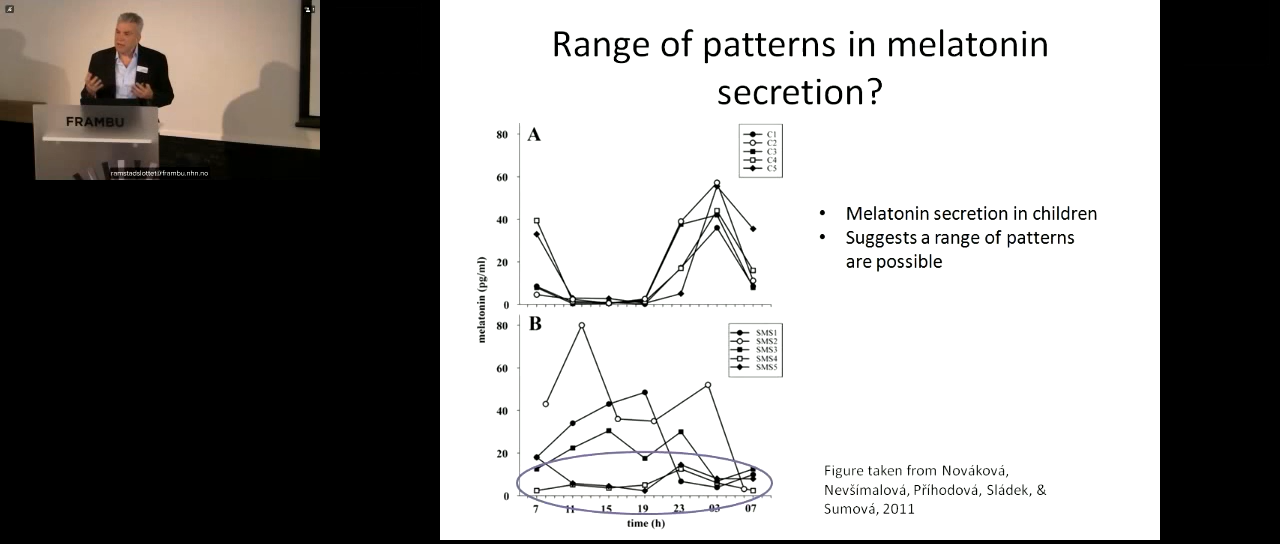 FRAMBU
ramstadslottet@frambu.nhn.no
Range of patterns in melatonin
secretion?
melatonin (pg/ml)
A
80
60
40
20
0
C1
C2
C3
C4
C5
B
80
60
40
20
0
SMS1
SMS2
SMS3
SMS4
SMS5
7 11 15 19 23 03 07
time (h)
• Melatonin secretion in children
• Suggests a range of patterns
are possible
Figure taken from Nováková,
Nevšímalová, Příhodová, Sládek, &
Sumová, 2011